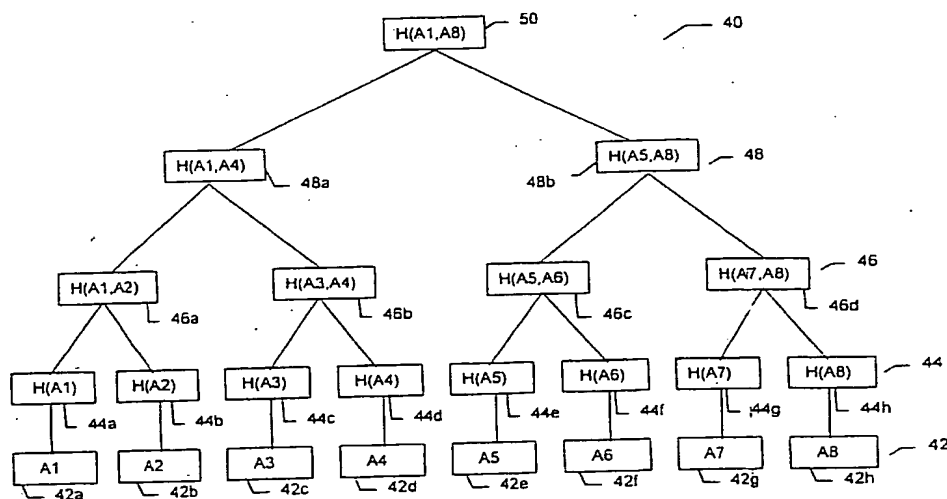 50
H(A1,A8)
40
H(A1,A4)
48a
H(A5,A8)
48b
48
H(A1,A2)
46a
H(A3,A4)
46b
H(A5,A6)
46c
H(A7,A8)
46d
46
H(A1) H(A2) H(A3) H(A4) H(A5) H(A6) H(A7) H(A8) 44
44a 44b 44c 44d 44e 44f 44g 44h
A1 A2 A3 A4 A5 A6 A7 A8 42
42a 42b 42c 42d 42e 42f 42g 42h